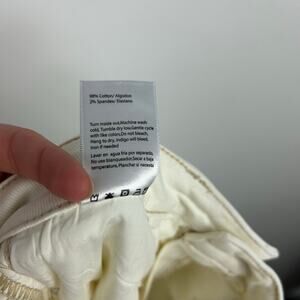 98% Cotton/ Algodon
2% Spandex/ Elastano
Turn inside out,Machine wash
cold, Tumble dry low,Gentle cycle
with like colors,Do not bleach,
Hang to dry, Indigo will bleed,
Iron if needed
Lavar en agua fria por separado,
No use blanqueador,Secar a baja
temperatura, Planchar si necesita